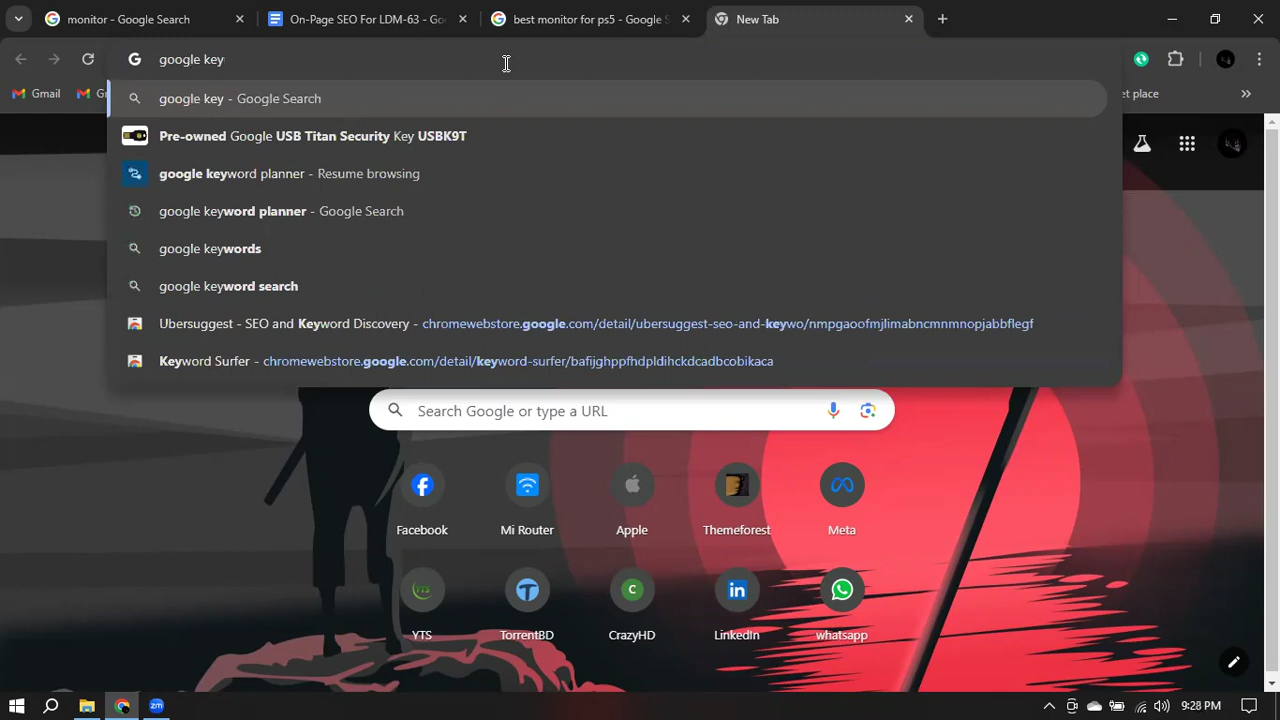 monitor - Google Search
On-Page SEO For LDM-63 - Go
best monitor for ps5 - Google S
New Tab
google key
Gmail
et place
google key - Google Search
Pre-owned Google USB Titan Security Key USBK9T
google keyword planner - Resume browsing
google keyword planner - Google Search
google keywords
google keyword search
Ubersuggest - SEO and Keyword Discovery - chromewebstore.google.com/detail/ubersuggest-seo-and-keywo/nmpgaoofmjlimabncmnmnopjabbflegf
Keyword Surfer - chromewebstore.google.com/detail/keyword-surfer/bafijghppfhdpldihckdcadbcobikaca
Search Google or type a URL
Facebook
Mi Router
Apple
Themeforest
Meta
YTS
TorrentBD
CrazyHD
LinkedIn
whatsapp
9:28 PM